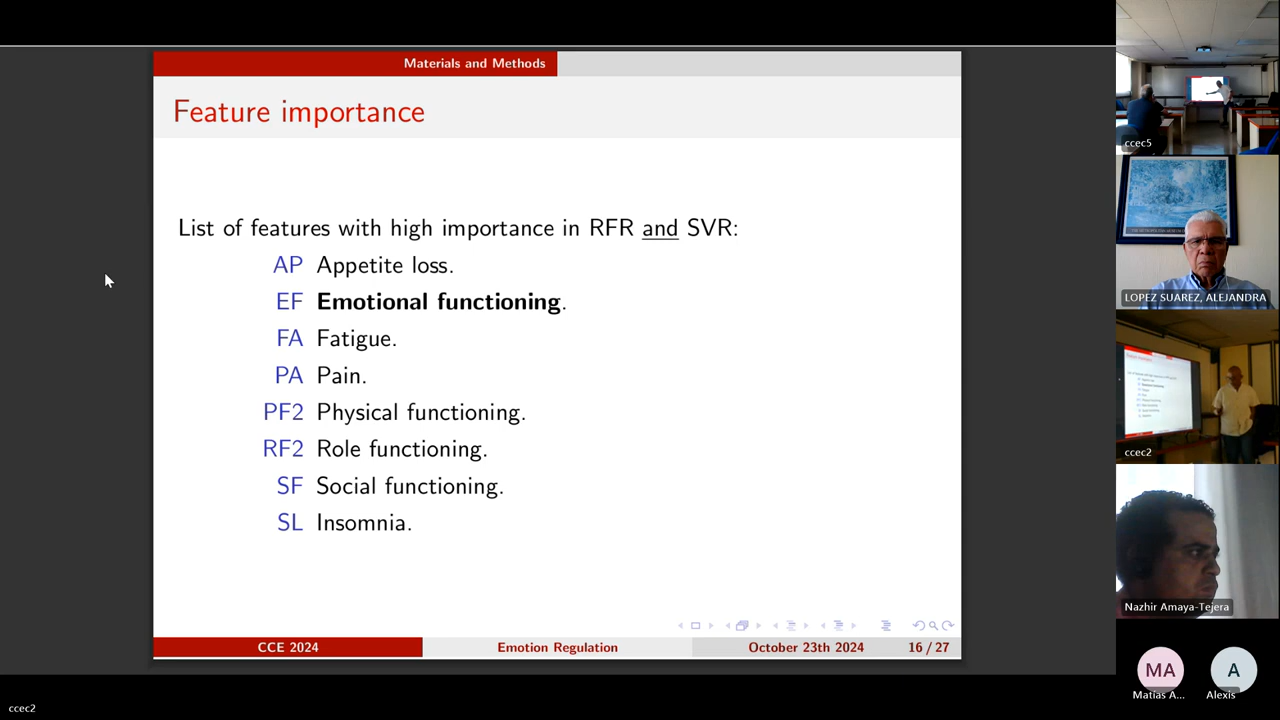 Materials and Methods
Feature importance
List of features with high importance in RFR and SVR:
AP Appetite loss.
EF Emotional functioning.
FA Fatigue.
PA Pain.
PF2 Physical functioning.
RF2 Role functioning.
SF Social functioning.
SL Insomnia.
CCE 2024 Emotion Regulation October 23th 2024 16 / 27
ccec2
ccec5
LOPEZ SUAREZ, ALEJANDRA
ccec2
Nazhir Amaya-Tejera
MA A
Matias A... Alexis